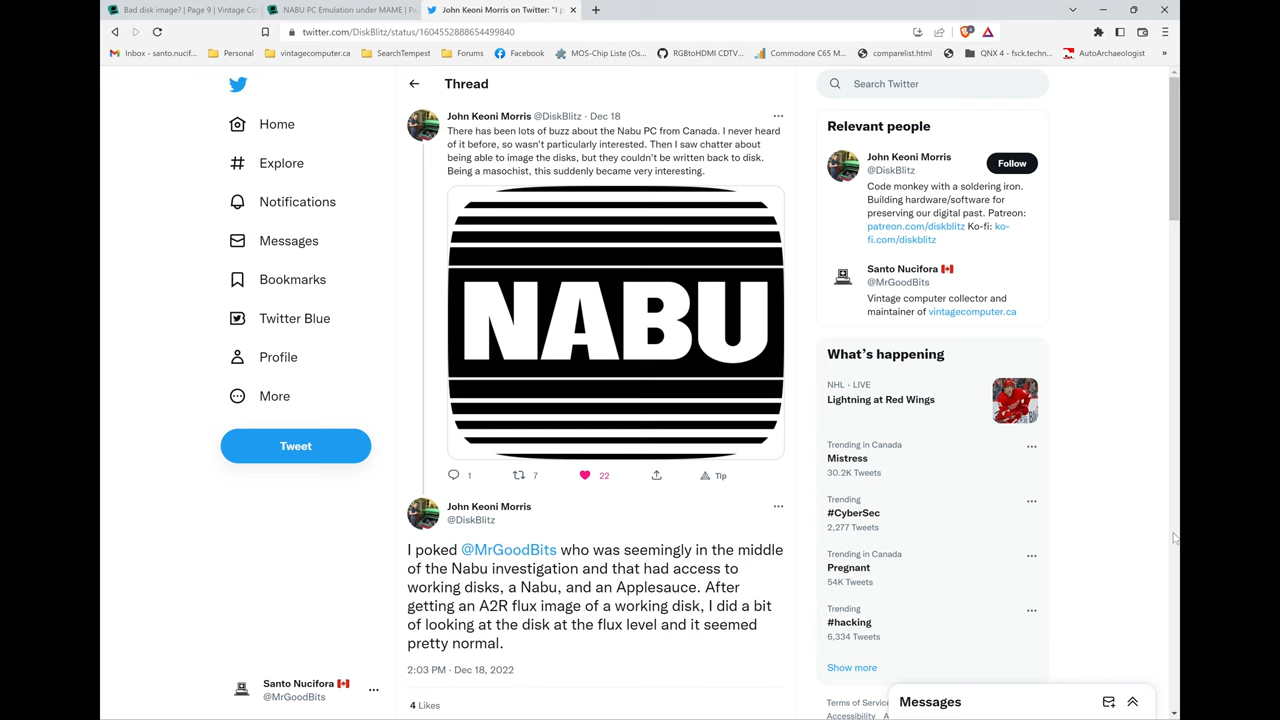 Bad disk image? | Page 9 | Vintage Co
NABU PC Emulation under MAME | P
John Keoni Morris on Twitter: "I p
twitter.com/DiskBlitz/status/1604552888654499840
Inbox - santo.nucif...
Personal
vintagecomputer.ca
SearchTempest
Forums
Facebook
MOS-Chip Liste (Os...
RGBtoHDMI CDTV...
Commodore C65 M...
comparelist.html
QNX 4 - fsck.techn...
AutoArchaeologist
»
Home
Explore
Notifications
Messages
Bookmarks
Twitter Blue
Profile
More
Tweet
Santo Nucifora
@MrGoodBits
Thread
John Keoni Morris @DiskBlitz · Dec 18
There has been lots of buzz about the Nabu PC from Canada. I never heard
of it before, so wasn't particularly interested. Then I saw chatter about
being able to image the disks, but they couldn't be written back to disk.
Being a masochist, this suddenly became very interesting.
NABU
1
7
22
Tip
John Keoni Morris
@DiskBlitz
I poked @MrGoodBits who was seemingly in the middle
of the Nabu investigation and that had access to
working disks, a Nabu, and an Applesauce. After
getting an A2R flux image of a working disk, I did a bit
of looking at the disk at the flux level and it seemed
pretty normal.
2:03 PM · Dec 18, 2022
4 Likes
Search Twitter
Relevant people
John Keoni Morris
@DiskBlitz
Follow
Code monkey with a soldering iron.
Building hardware/software for
preserving our digital past. Patreon:
patreon.com/diskblitz Ko-fi: ko-
fi.com/diskblitz
Santo Nucifora
@MrGoodBits
Vintage computer collector and
maintainer of vintagecomputer.ca
What's happening
NHL · LIVE
Lightning at Red Wings
Trending in Canada
Mistress
30.2K Tweets
Trending
#CyberSec
2,277 Tweets
Trending in Canada
Pregnant
54K Tweets
Trending
#hacking
6,334 Tweets
Show more
Terms of Service
Accessibility
Messages